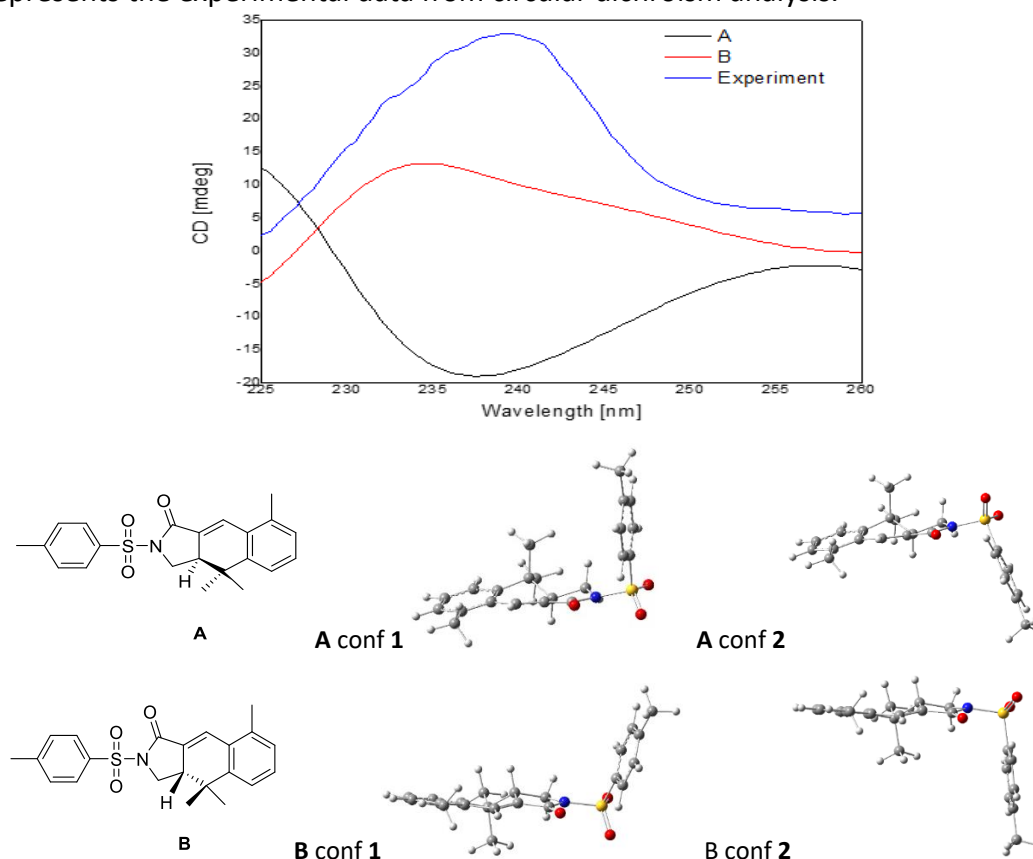 epresents the experimental data from circular dichroism analysis.
35
30
25
20
15
10
5
0
-5
-10
-15
-20
CD [mdeg]
A
B
Experiment
225
230
235
240
245
250
255
260
Wavelength [nm]
O
O
S
N
O
H
A
A conf 1
A conf 2
O
O
S
N
O
H
B
B conf 1
B conf 2